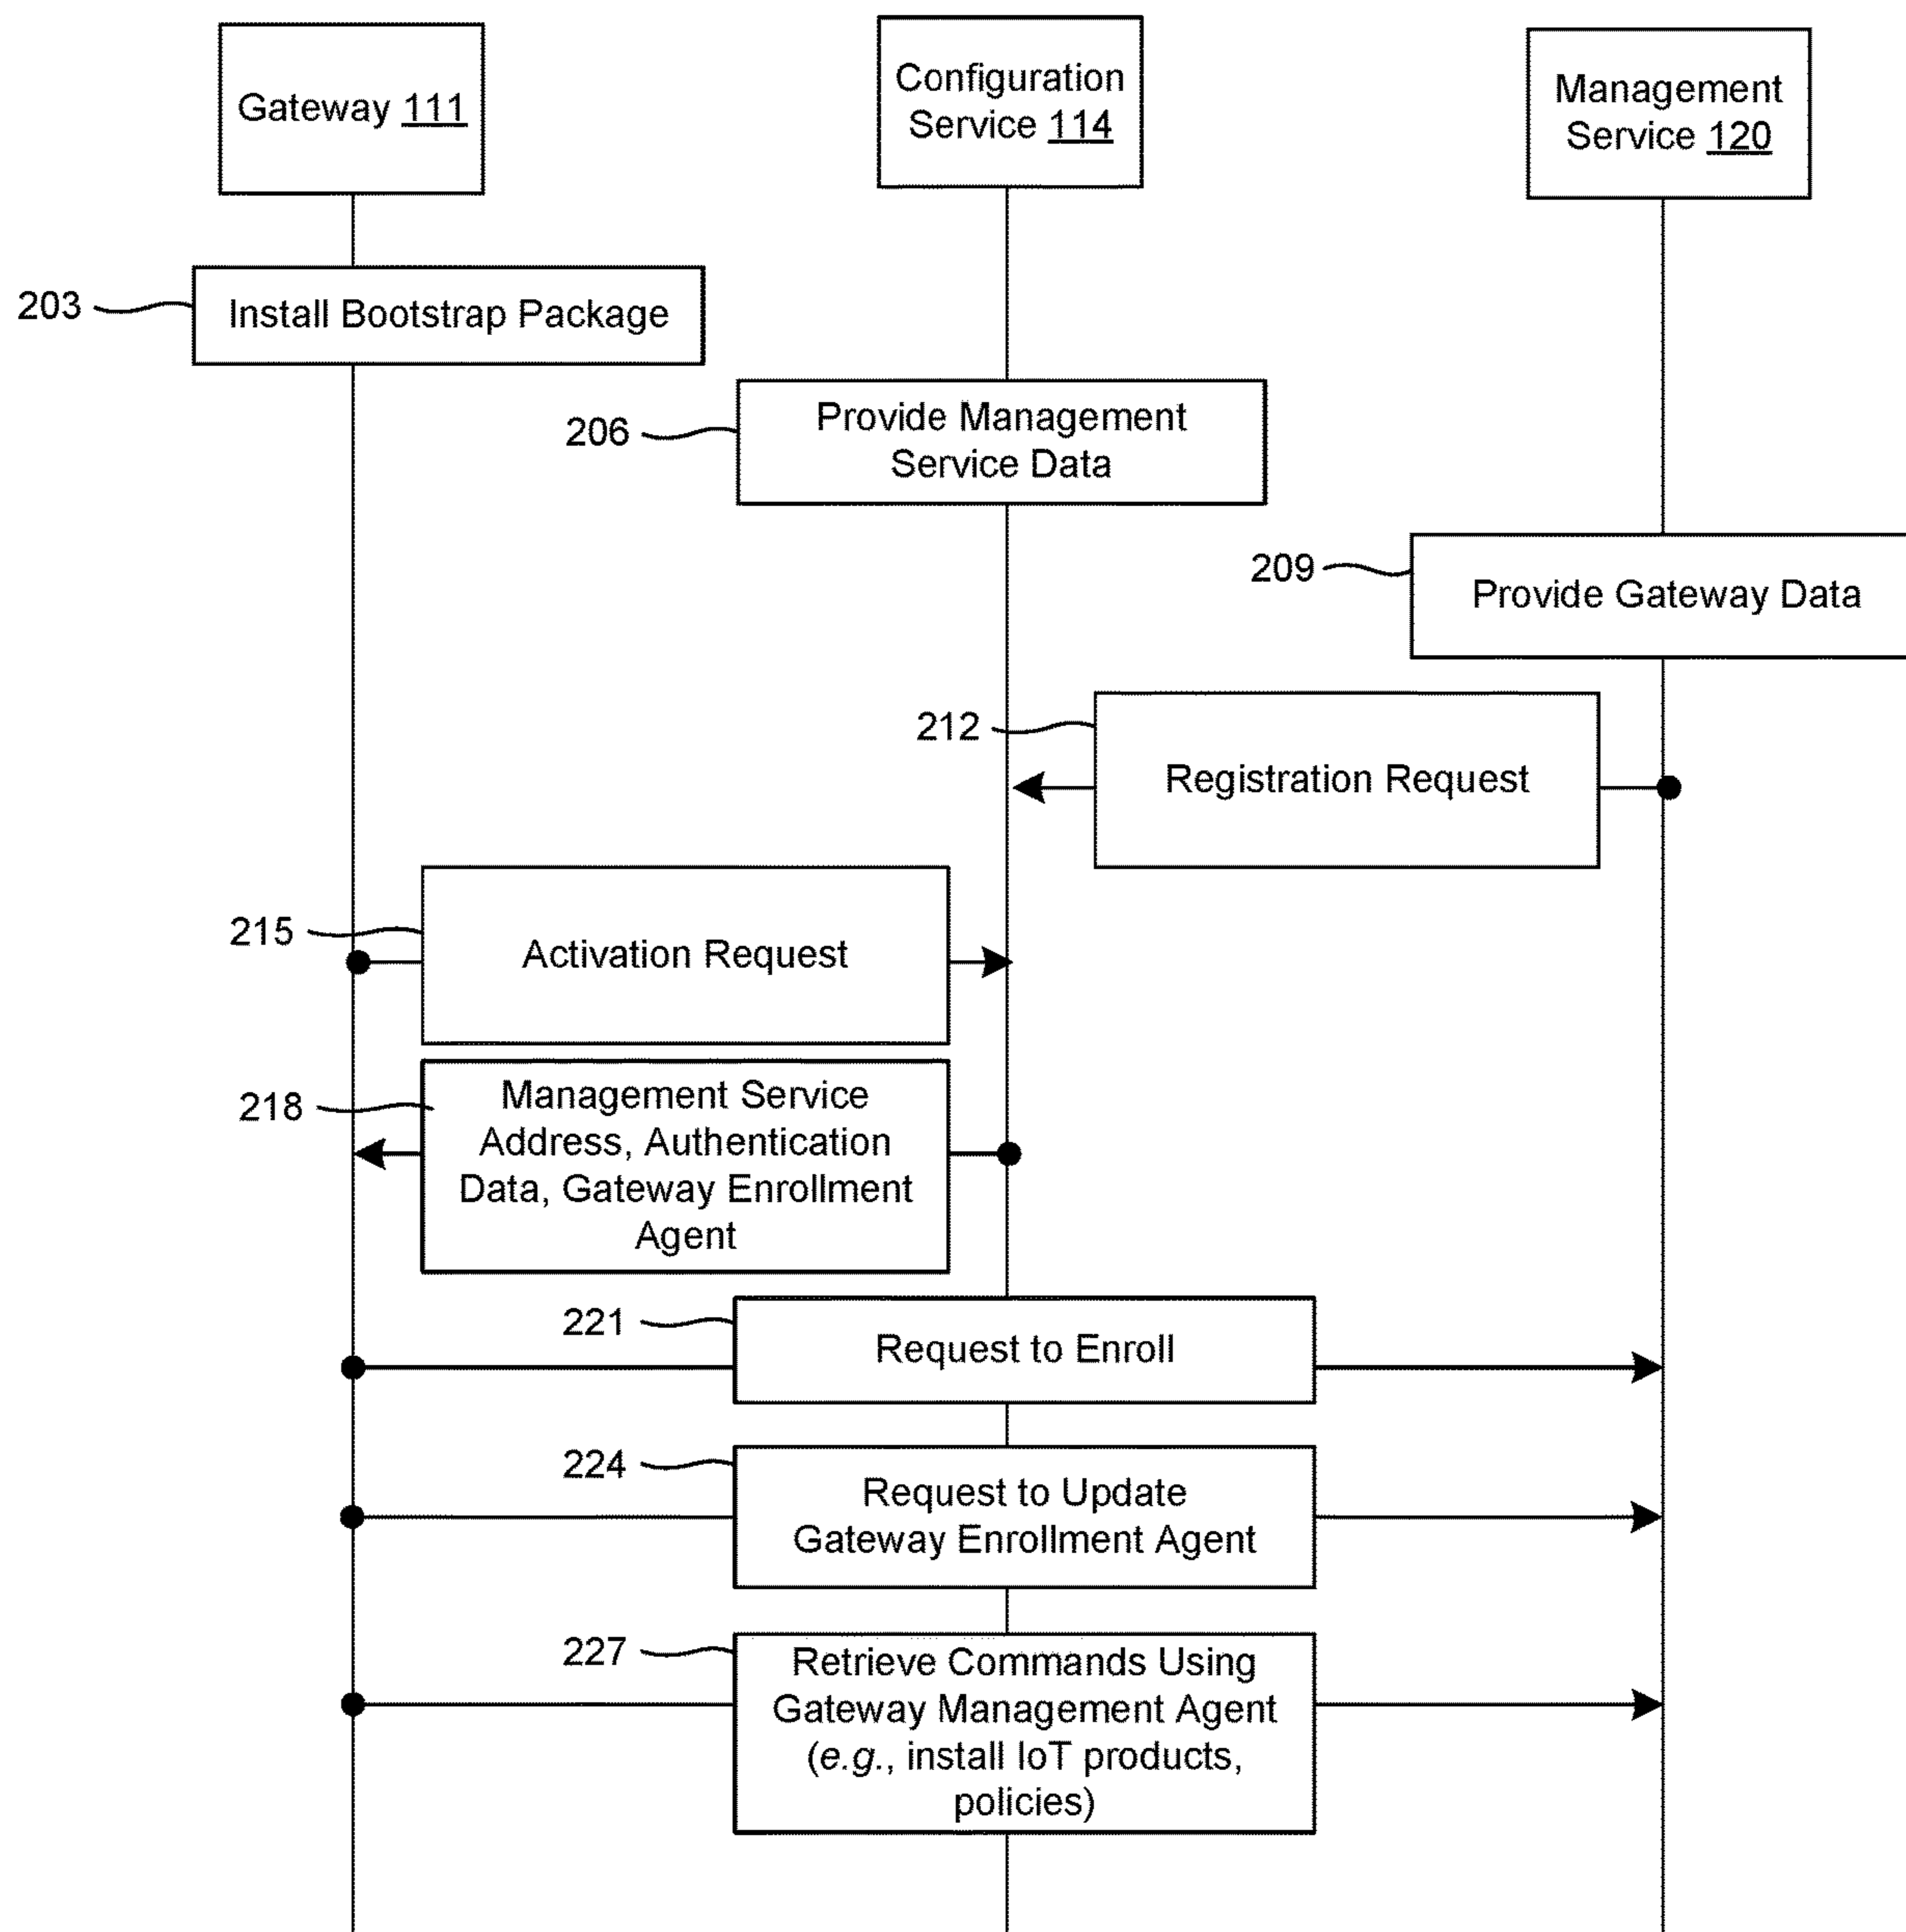 Gateway 111
Configuration
Service 114
Management
Service 120
203
Install Bootstrap Package
206
Provide Management
Service Data
209
Provide Gateway Data
212
Registration Request
215
Activation Request
218
Management Service
Address, Authentication
Data, Gateway Enrollment
Agent
221
Request to Enroll
224
Request to Update
Gateway Enrollment Agent
227
Retrieve Commands Using
Gateway Management Agent
(e.g., install IoT products,
policies)